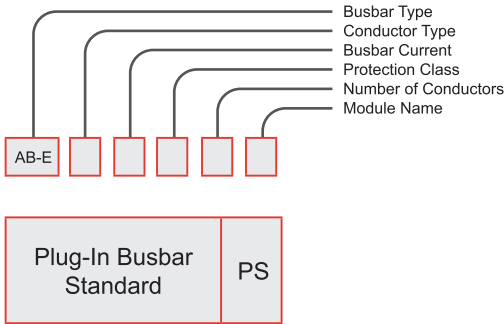 Busbar Type
Conductor Type
Busbar Current
Protection Class
Number of Conductors
Module Name
AB-E
Plug-In Busbar
Standard
PS